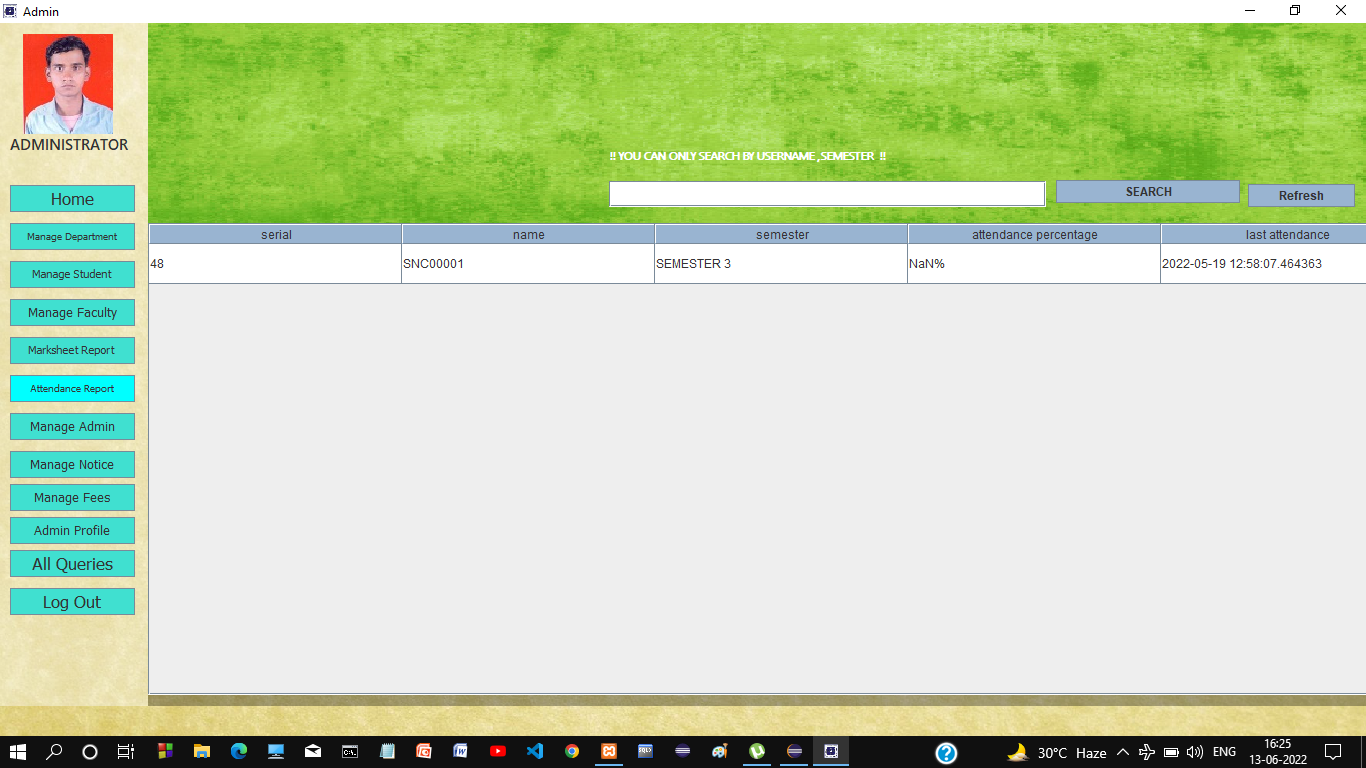 Admin
ADMINISTRATOR
!! YOU CAN ONLY SEARCH BY USERNAME ,SEMESTER !!
SEARCH
Refresh
Home
Manage Department
Manage Student
Manage Faculty
Marksheet Report
Attendance Report
Manage Admin
Manage Notice
Manage Fees
Admin Profile
All Queries
Log Out
serial name semester attendance percentage last attendance
48 SNC00001 SEMESTER 3 NaN% 2022-05-19 12:58:07.464363
30°C Haze ENG 16:25
13-06-2022